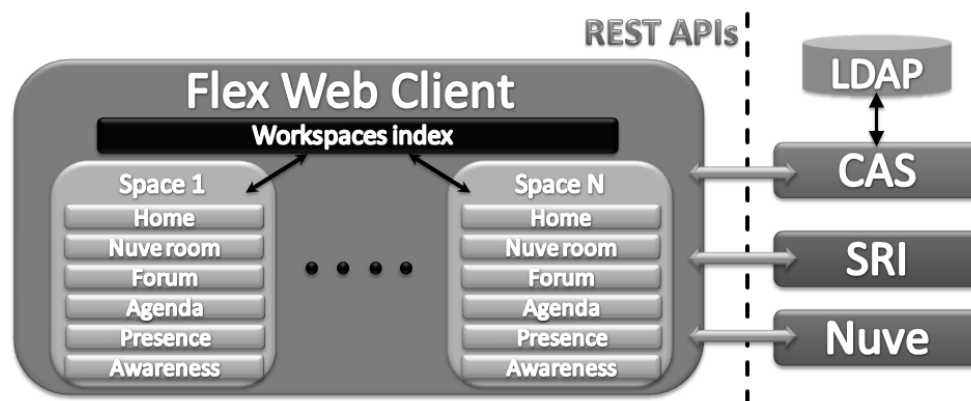 REST APIs
LDAP
Flex Web Client
Workspaces index
CAS
Space 1
Home
Nuve room
Forum
Agenda
Presence
Awareness
Space N
Home
Nuve room
Forum
Agenda
Presence
Awareness
SRI
Nuve